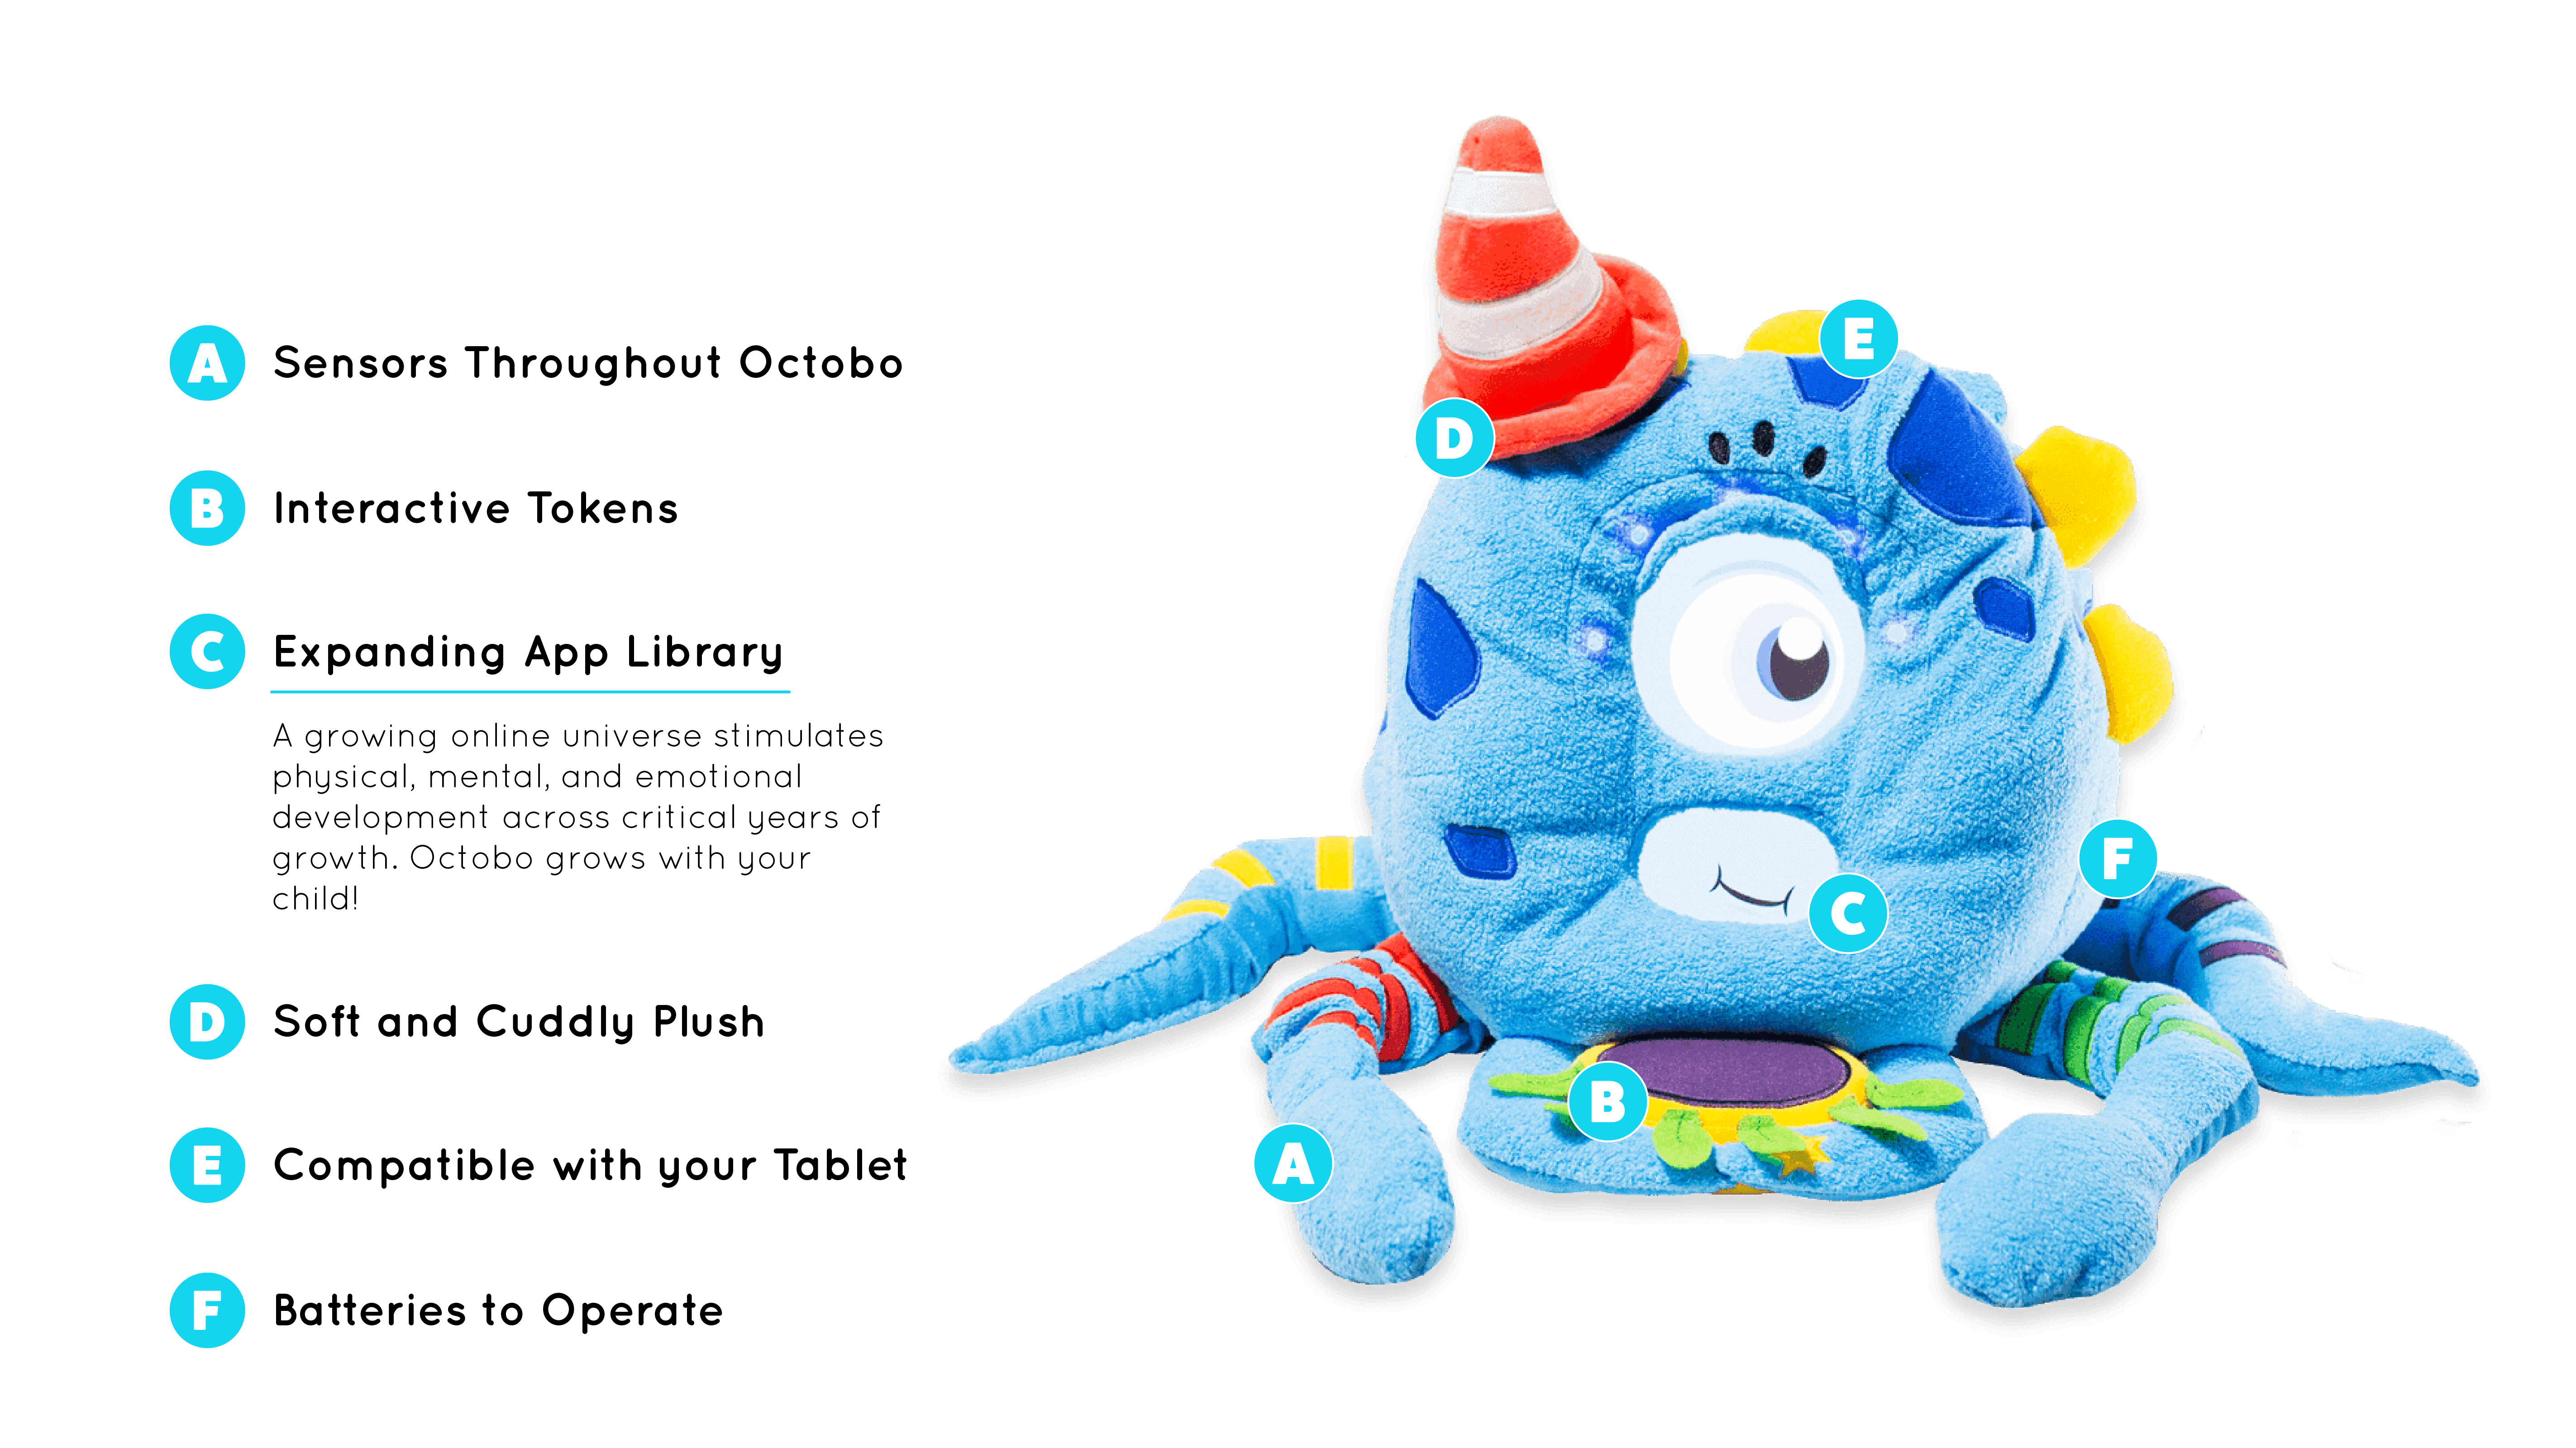 A Sensors Throughout Octobo
B Interactive Tokens
C Expanding App Library
A growing online universe stimulates
physical, mental, and emotional
development across critical years of
growth. Octobo grows with your
child!
D Soft and Cuddly Plush
E Compatible with your Tablet
F Batteries to Operate
E
D
F
C
B
A